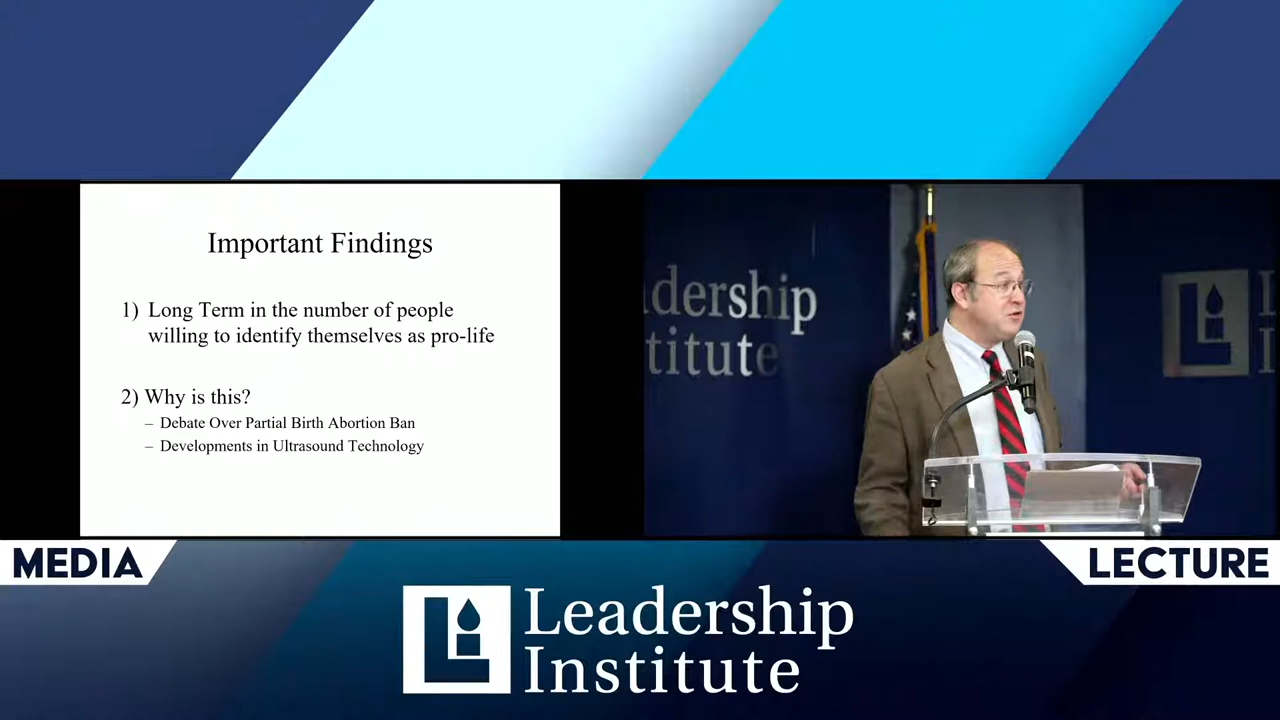 Important Findings
1) Long Term in the number of people
willing to identify themselves as pro-life
2) Why is this?
– Debate Over Partial Birth Abortion Ban
– Developments in Ultrasound Technology
dership
titute
MEDIA
LECTURE
Leadership
Institute